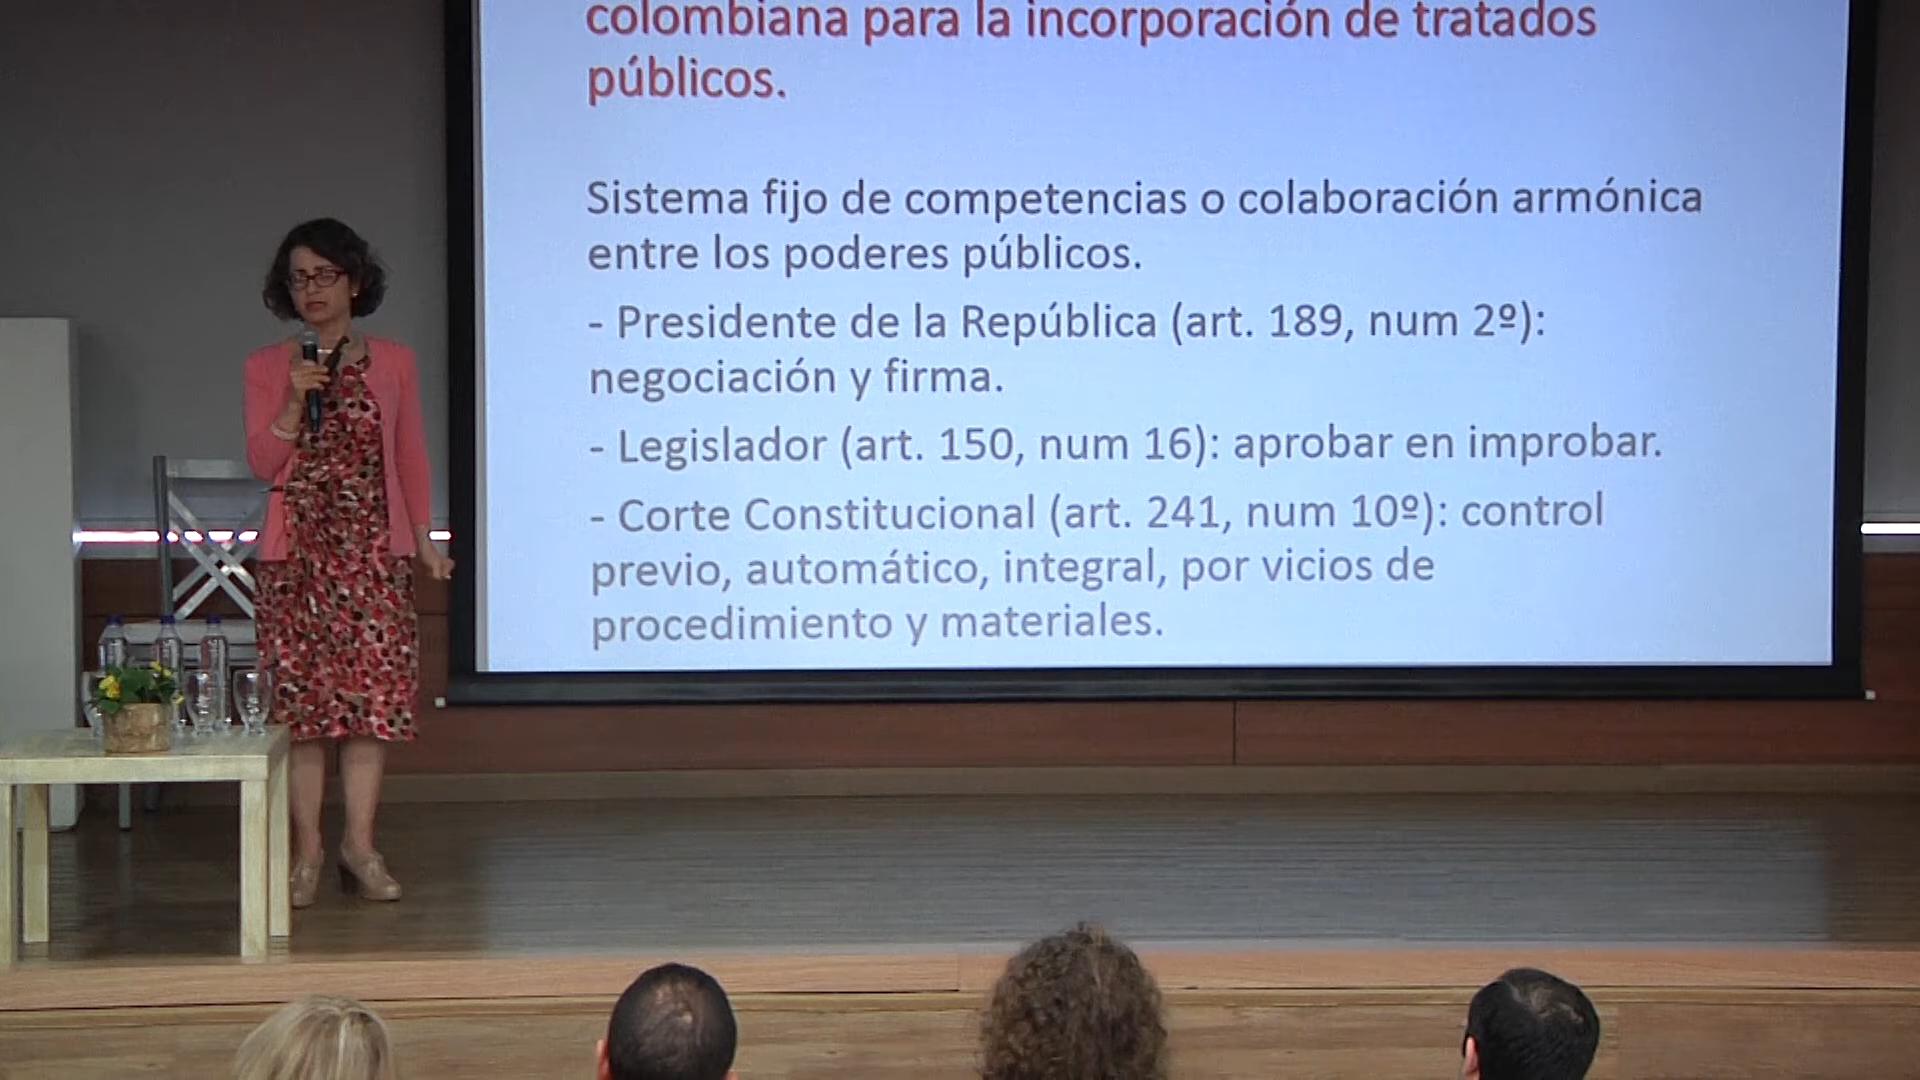 colombiana para la incorporación de tratados
públicos.
Sistema fijo de competencias o colaboración armónica
entre los poderes públicos.
- Presidente de la República (art. 189, num 2º):
negociación y firma.
- Legislador (art. 150, num 16): aprobar en improbar.
- Corte Constitucional (art. 241, num 10º): control
previo, automático, integral, por vicios de
procedimiento y materiales.